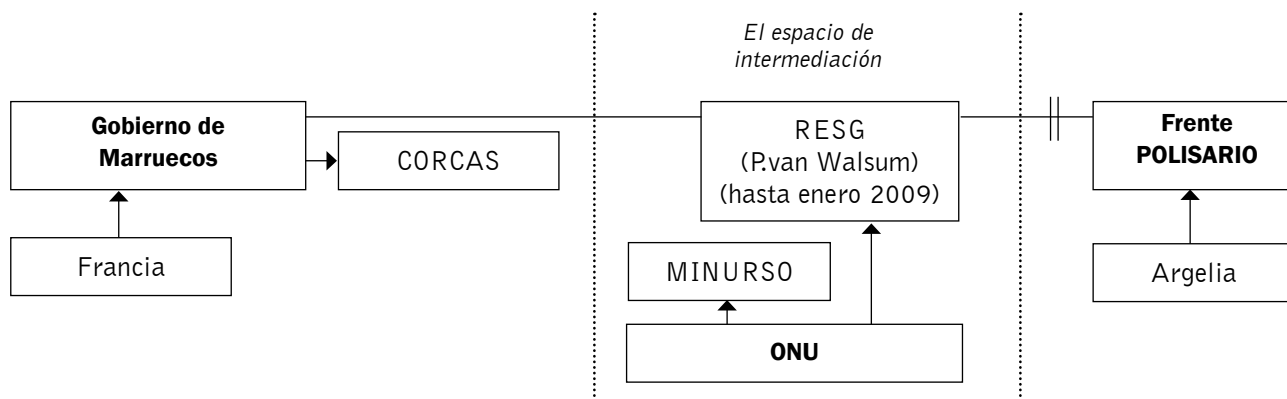 El espacio de
intermediación
Gobierno de
Marruecos
CORCAS
RESG
(P.van Walsum)
(hasta enero 2009)
Frente
POLISARIO
Francia
MINURSO
Argelia
ONU